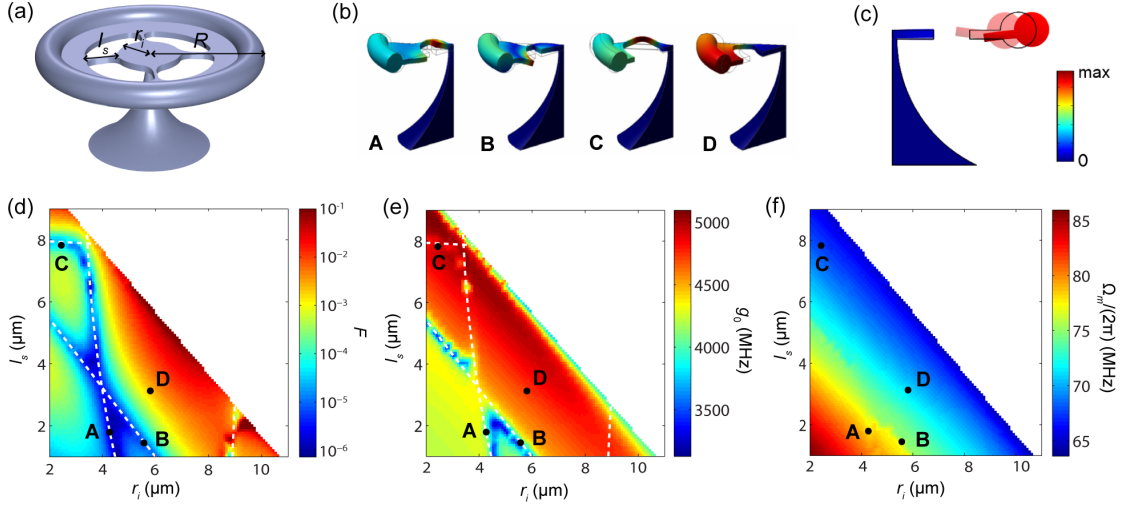 (a)
l_s
r_i
R
(b)
A
B
C
D
(c)
max
0
(d)
l_s (μm)
8
6
4
2
2
4
6
8
10
r_i (μm)
C
D
A
B
10^-1
10^-2
10^-3
10^-4
10^-5
10^-6
F
(e)
l_s (μm)
8
6
4
2
2
4
6
8
10
r_i (μm)
C
D
A
B
5000
4500
4000
3500
g_0 (MHz)
(f)
l_s (μm)
8
6
4
2
2
4
6
8
10
r_i (μm)
C
D
A
B
85
80
75
70
65
Ω_m/(2π) (MHz)